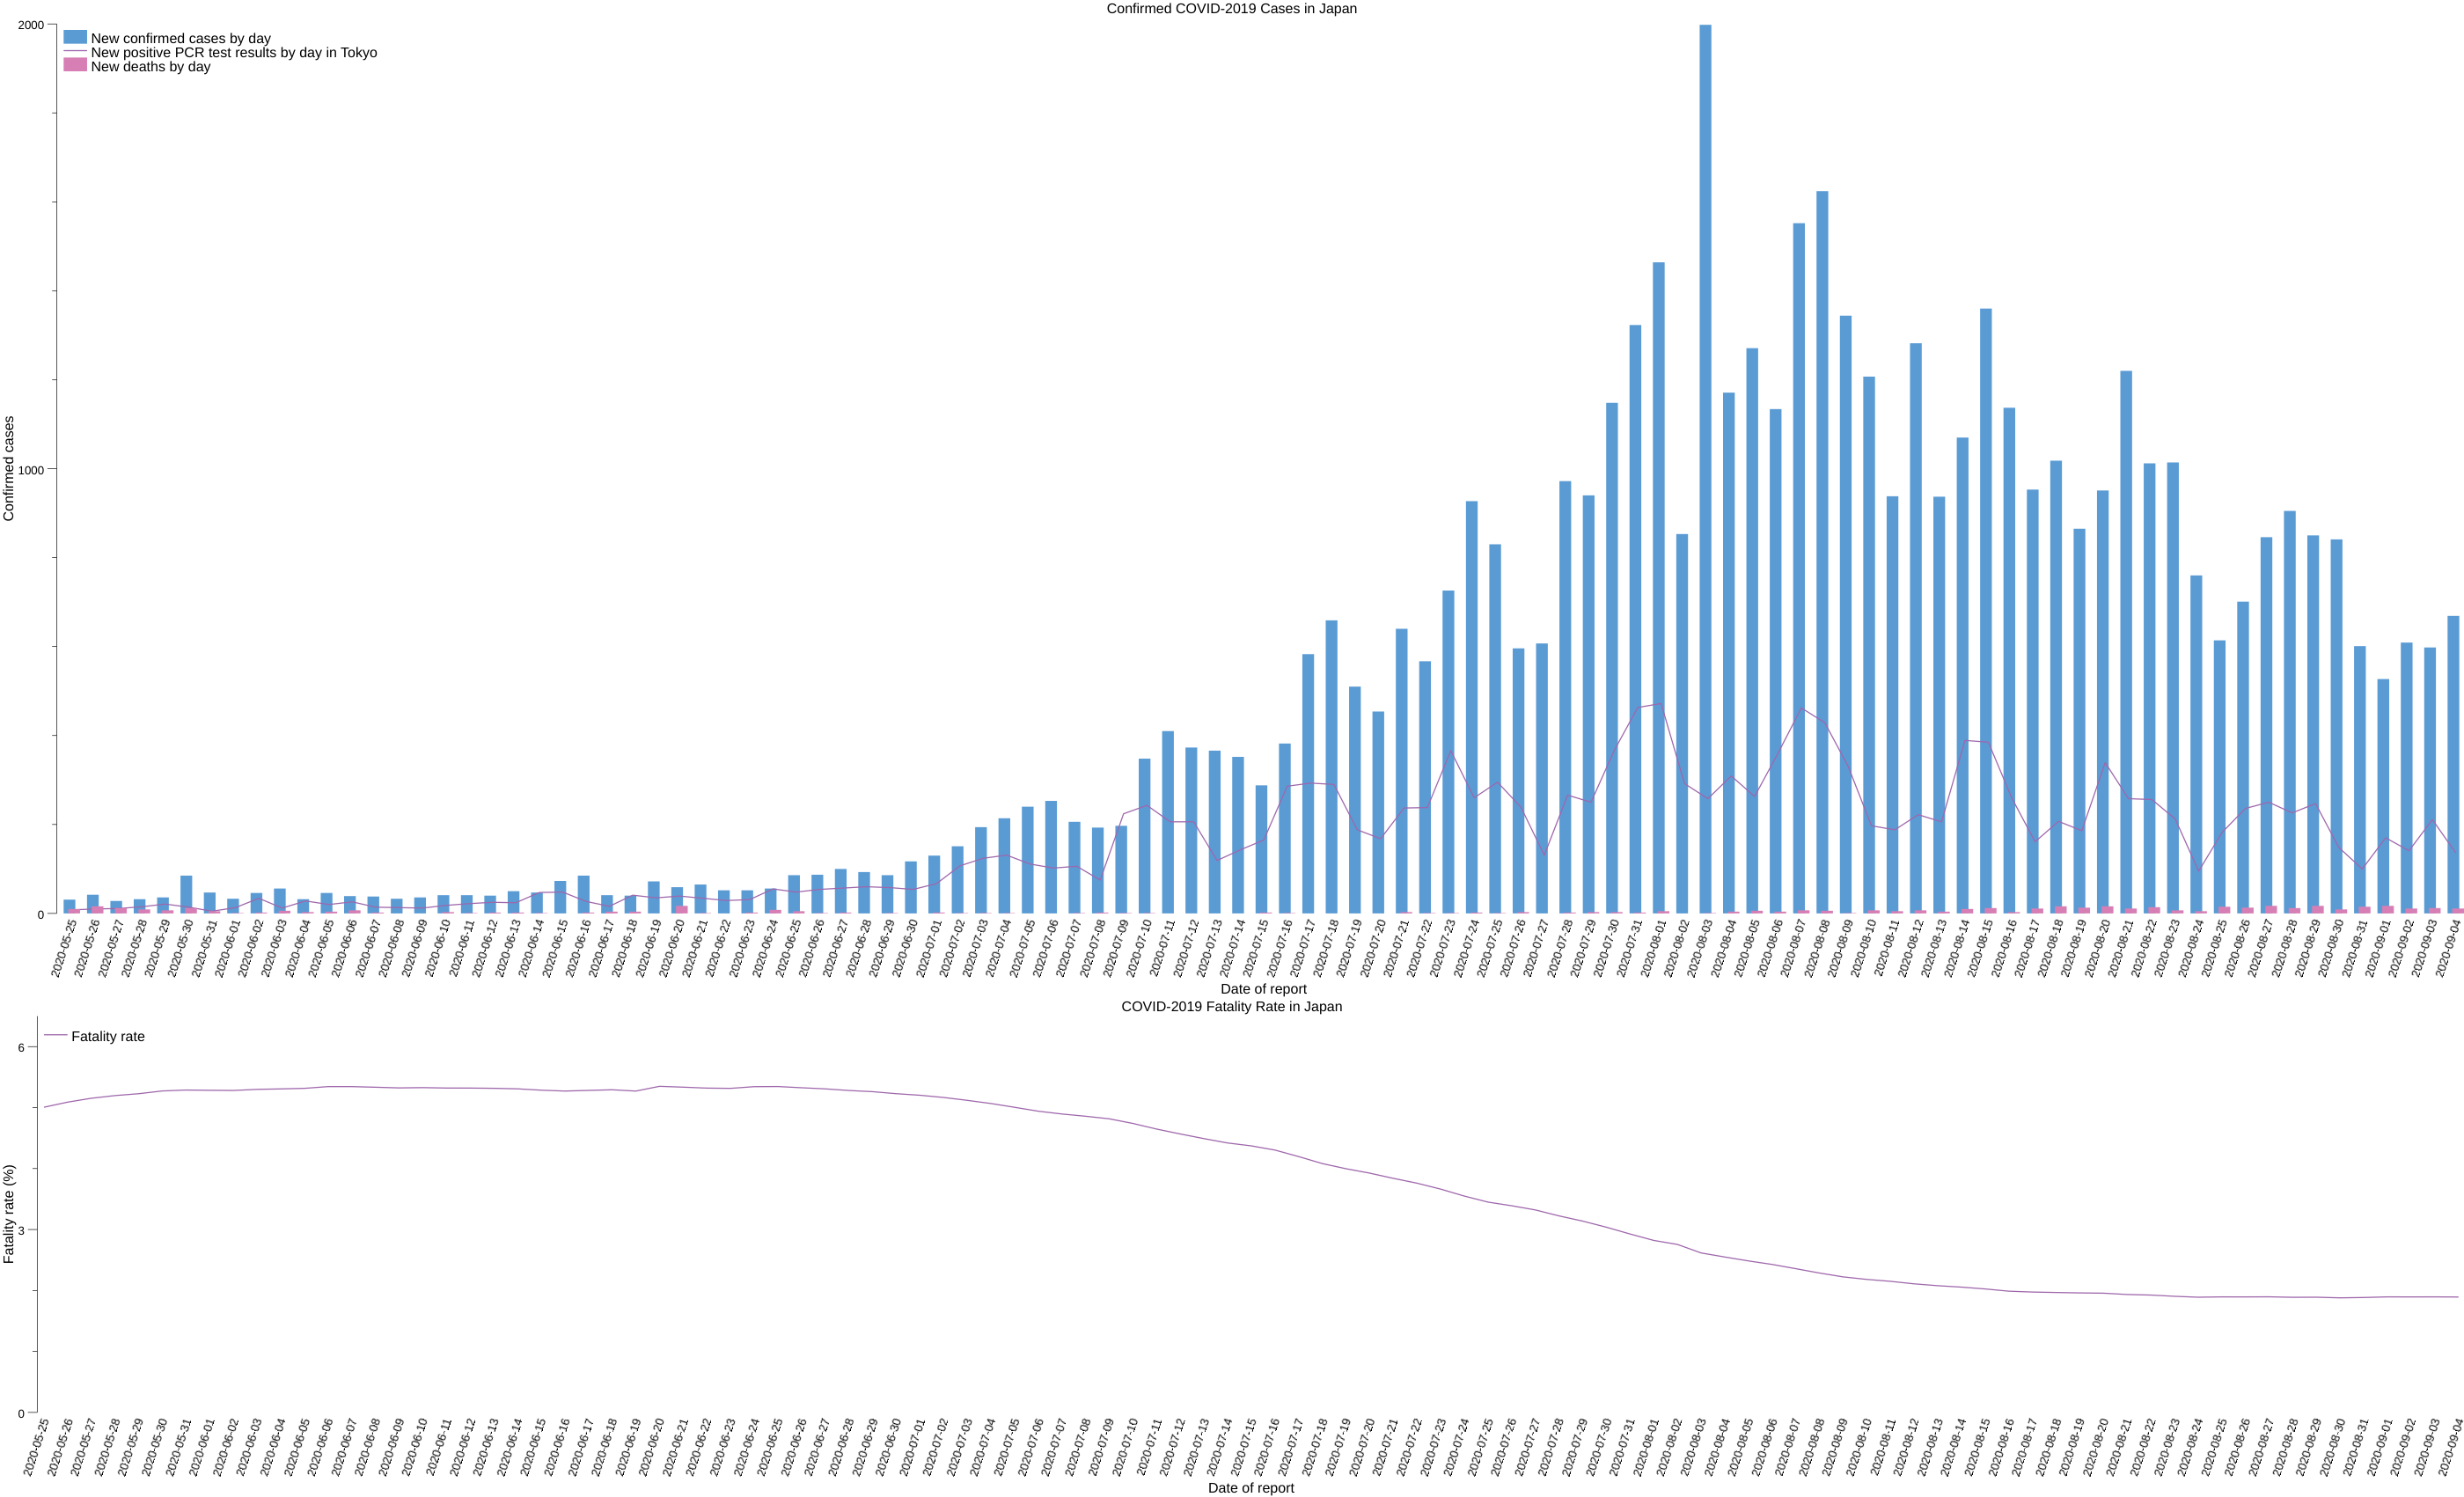 Confirmed COVID-2019 Cases in Japan
2000
New confirmed cases by day
New positive PCR test results by day in Tokyo
New deaths by day
Confirmed cases
1000
0
2020-05-25 2020-05-26 2020-05-27 2020-05-28 2020-05-29 2020-05-30 2020-05-31 2020-06-01 2020-06-02 2020-06-03 2020-06-04 2020-06-05 2020-06-06 2020-06-07 2020-06-08 2020-06-09 2020-06-10 2020-06-11 2020-06-12 2020-06-13 2020-06-14 2020-06-15 2020-06-16 2020-06-17 2020-06-18 2020-06-19 2020-06-20 2020-06-21 2020-06-22 2020-06-23 2020-06-24 2020-06-25 2020-06-26 2020-06-27 2020-06-28 2020-06-29 2020-06-30 2020-07-01 2020-07-02 2020-07-03 2020-07-04 2020-07-05 2020-07-06 2020-07-07 2020-07-08 2020-07-09 2020-07-10 2020-07-11 2020-07-12 2020-07-13 2020-07-14 2020-07-15 2020-07-16 2020-07-17 2020-07-18 2020-07-19 2020-07-20 2020-07-21 2020-07-22 2020-07-23 2020-07-24 2020-07-25 2020-07-26 2020-07-27 2020-07-28 2020-07-29 2020-07-30 2020-07-31 2020-08-01 2020-08-02 2020-08-03 2020-08-04 2020-08-05 2020-08-06 2020-08-07 2020-08-08 2020-08-09 2020-08-10 2020-08-11 2020-08-12 2020-08-13 2020-08-14 2020-08-15 2020-08-16 2020-08-17 2020-08-18 2020-08-19 2020-08-20 2020-08-21 2020-08-22 2020-08-23 2020-08-24 2020-08-25 2020-08-26 2020-08-27 2020-08-28 2020-08-29 2020-08-30 2020-08-31 2020-09-01 2020-09-02 2020-09-03 2020-09-04
Date of report
COVID-2019 Fatality Rate in Japan
Fatality rate
6
Fatality rate (%)
3
0
2020-05-25 2020-05-26 2020-05-27 2020-05-28 2020-05-29 2020-05-30 2020-05-31 2020-06-01 2020-06-02 2020-06-03 2020-06-04 2020-06-05 2020-06-06 2020-06-07 2020-06-08 2020-06-09 2020-06-10 2020-06-11 2020-06-12 2020-06-13 2020-06-14 2020-06-15 2020-06-16 2020-06-17 2020-06-18 2020-06-19 2020-06-20 2020-06-21 2020-06-22 2020-06-23 2020-06-24 2020-06-25 2020-06-26 2020-06-27 2020-06-28 2020-06-29 2020-06-30 2020-07-01 2020-07-02 2020-07-03 2020-07-04 2020-07-05 2020-07-06 2020-07-07 2020-07-08 2020-07-09 2020-07-10 2020-07-11 2020-07-12 2020-07-13 2020-07-14 2020-07-15 2020-07-16 2020-07-17 2020-07-18 2020-07-19 2020-07-20 2020-07-21 2020-07-22 2020-07-23 2020-07-24 2020-07-25 2020-07-26 2020-07-27 2020-07-28 2020-07-29 2020-07-30 2020-07-31 2020-08-01 2020-08-02 2020-08-03 2020-08-04 2020-08-05 2020-08-06 2020-08-07 2020-08-08 2020-08-09 2020-08-10 2020-08-11 2020-08-12 2020-08-13 2020-08-14 2020-08-15 2020-08-16 2020-08-17 2020-08-18 2020-08-19 2020-08-20 2020-08-21 2020-08-22 2020-08-23 2020-08-24 2020-08-25 2020-08-26 2020-08-27 2020-08-28 2020-08-29 2020-08-30 2020-08-31 2020-09-01 2020-09-02 2020-09-03 2020-09-04
Date of report